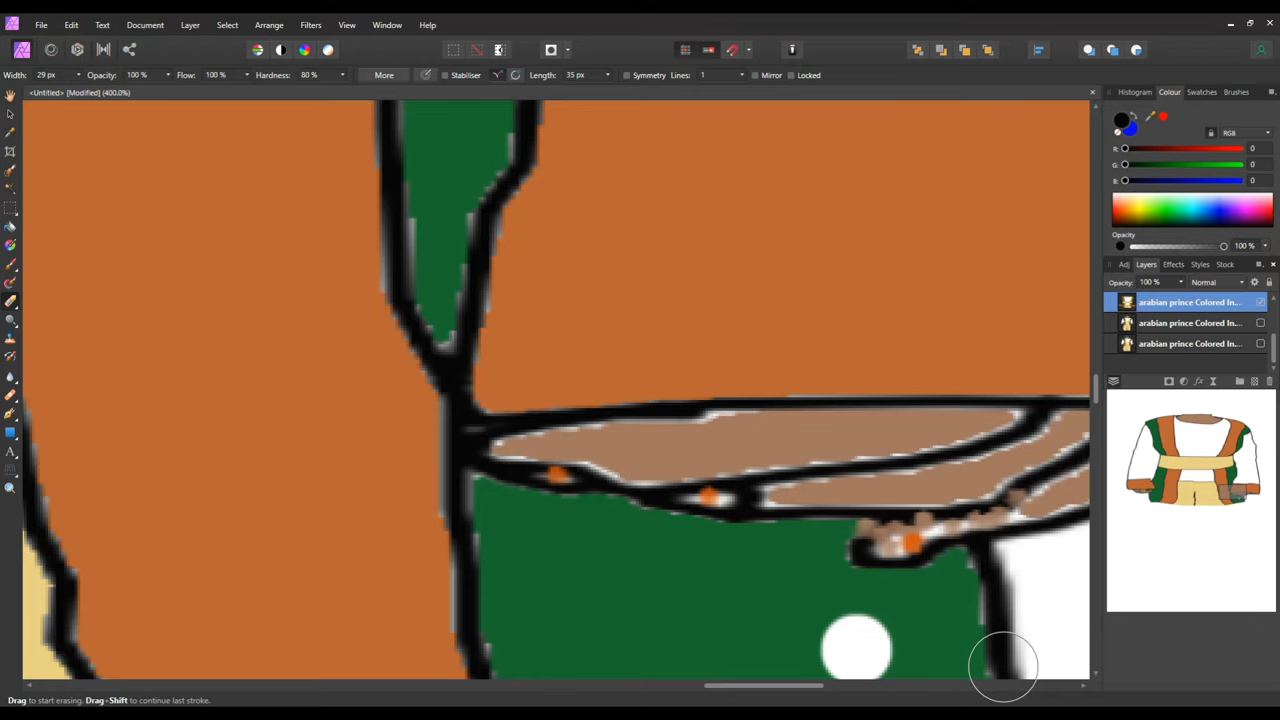 File Edit Text Document Layer Select Arrange Filters View Window Help
Width: 29 px Opacity: 100 % Flow: 100 % Hardness: 80 % More Stabiliser Length: 35 px Symmetry Lines: 1 Mirror Locked
<Untitled> [Modified] (400.0%)
Histogram Colour Swatches Brushes
RGB
R: 0
G: 0
B: 0
Opacity
100 %
Adj Layers Effects Styles Stock
Opacity: 100 % Normal
arabian prince Colored In...
arabian prince Colored In...
arabian prince Colored In...
Drag to start erasing. Drag+Shift to continue last stroke.